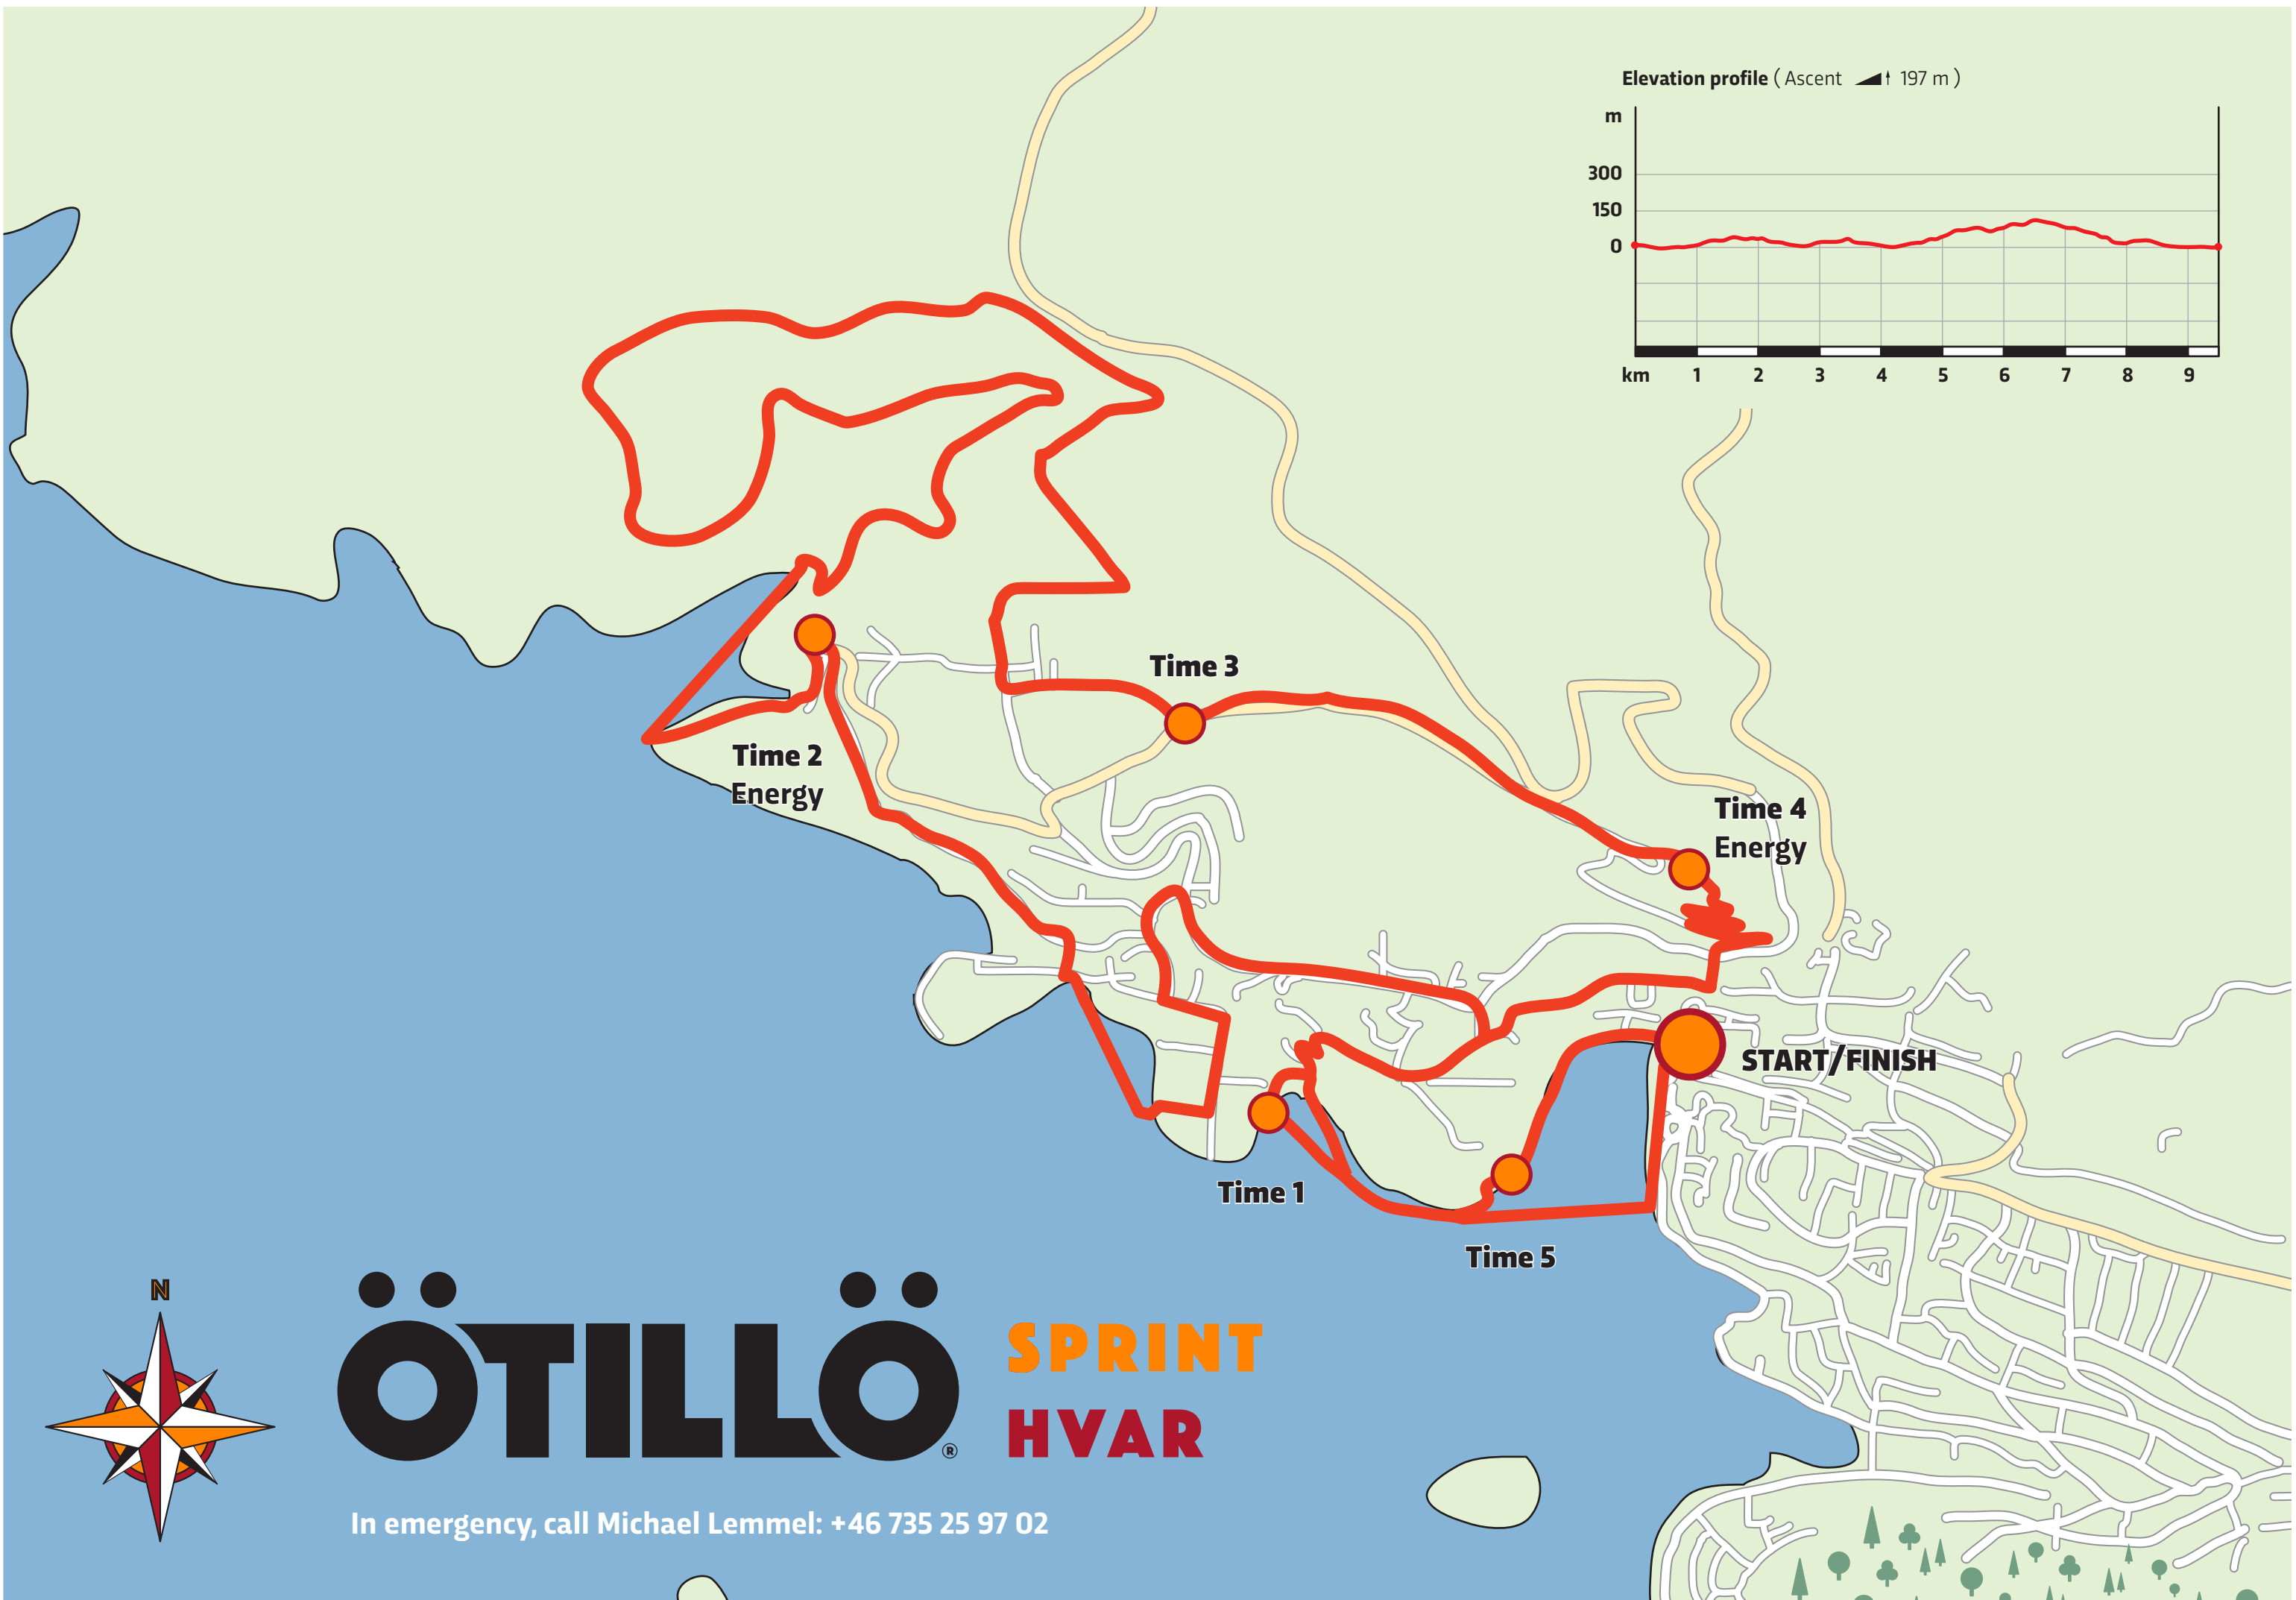 Elevation profile ( Ascent 197 m )
m
300
150
0
km 1 2 3 4 5 6 7 8 9
Time 3
Time 2
Energy
Time 4
Energy
START/FINISH
Time 1
Time 5
N
ÖTILLÖ®
SPRINT
HVAR
In emergency, call Michael Lemmel: +46 735 25 97 02